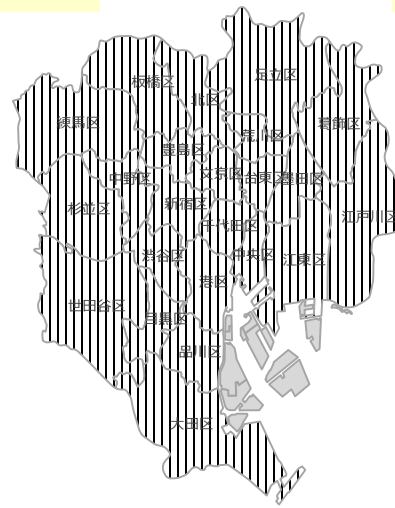 足立区
板橋区
北区
練馬区
葛飾区
荒川区
豊島区
文京区
台東区
墨田区
中野区
新宿区
杉並区
江戸川区
千代田区
中央区
江東区
渋谷区
港区
世田谷区
目黒区
品川区
大田区